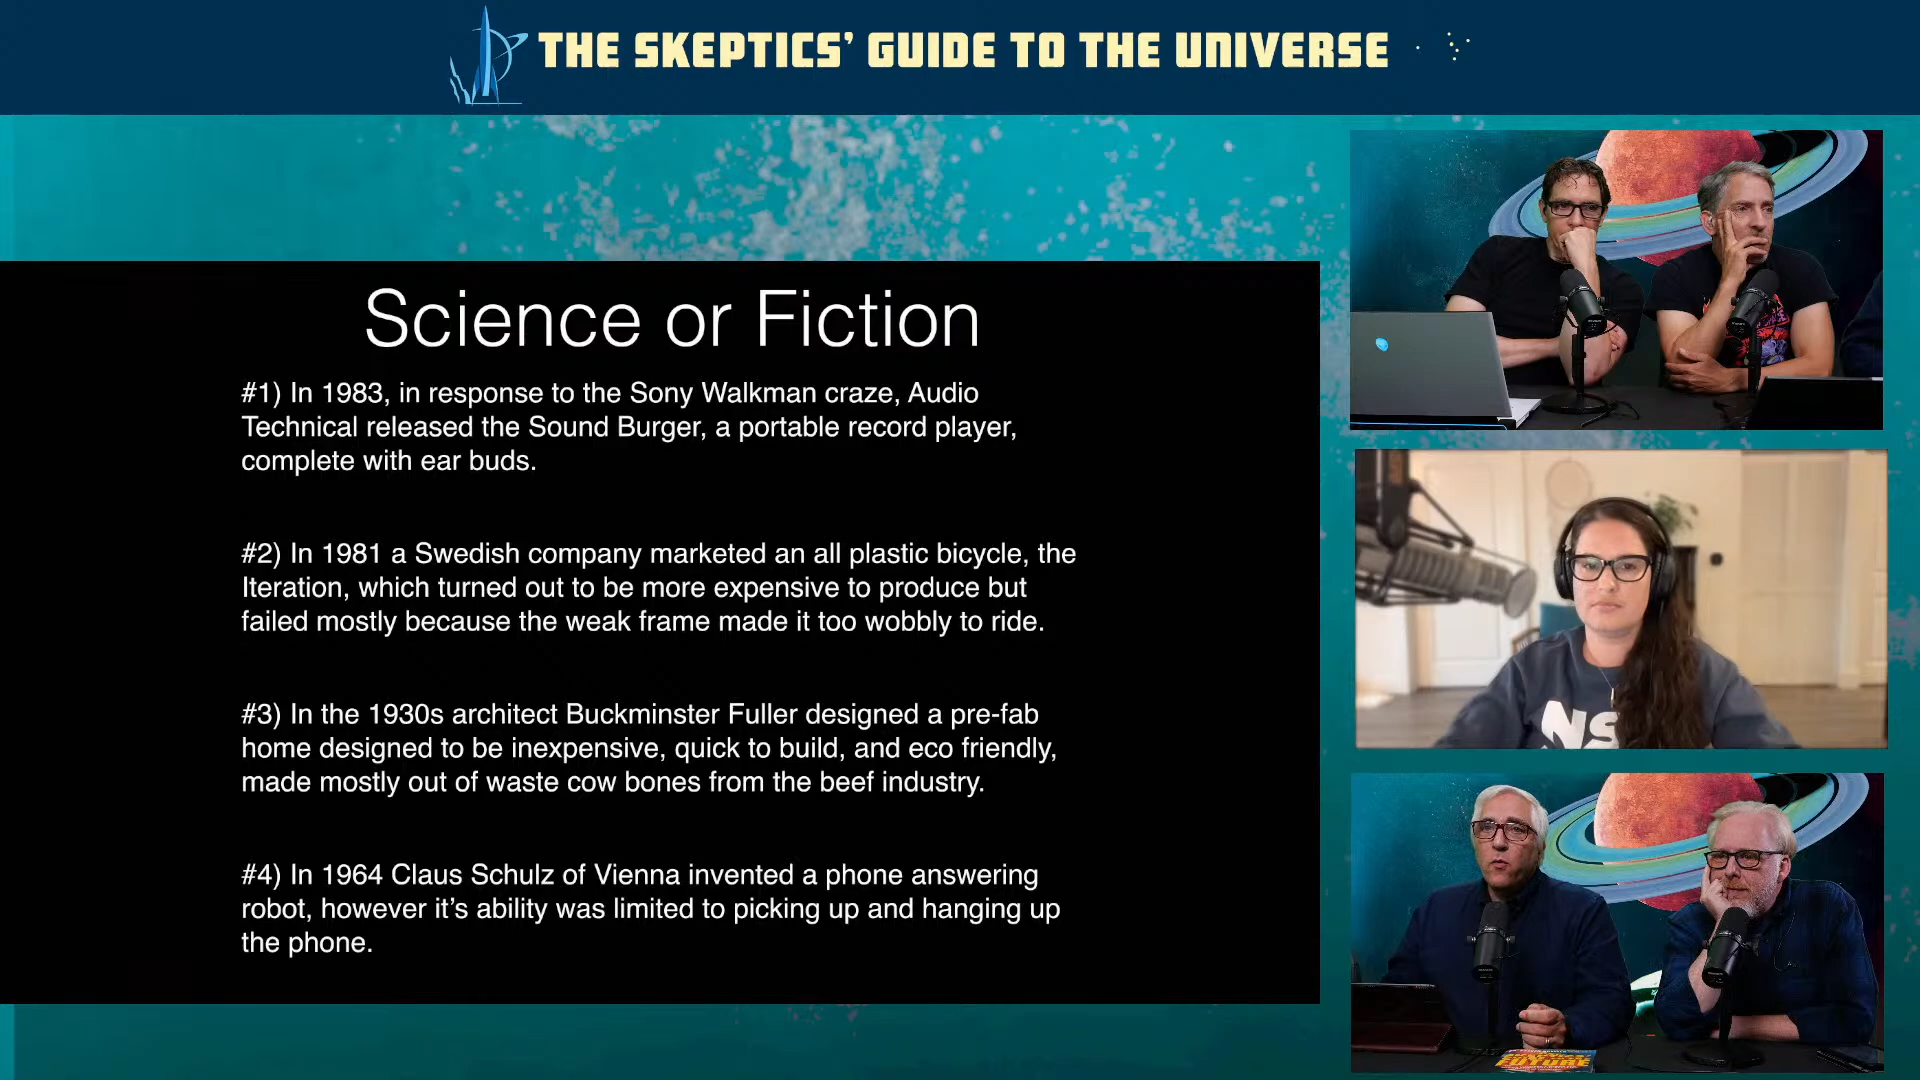 THE SKEPTICS' GUIDE TO THE UNIVERSE
Science or Fiction
#1) In 1983, in response to the Sony Walkman craze, Audio
Technical released the Sound Burger, a portable record player,
complete with ear buds.
#2) In 1981 a Swedish company marketed an all plastic bicycle, the
Iteration, which turned out to be more expensive to produce but
failed mostly because the weak frame made it too wobbly to ride.
#3) In the 1930s architect Buckminster Fuller designed a pre-fab
home designed to be inexpensive, quick to build, and eco friendly,
made mostly out of waste cow bones from the beef industry.
#4) In 1964 Claus Schulz of Vienna invented a phone answering
robot, however it's ability was limited to picking up and hanging up
the phone.
NS
FUTURE